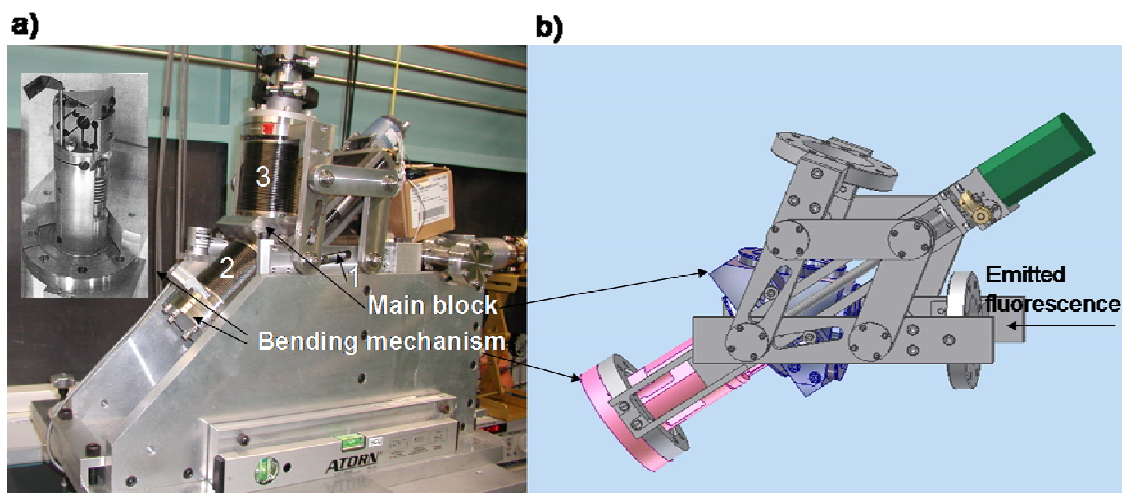 a)
b)
3
2
1
Main block
Bending mechanism
Emitted
fluorescence
ATORN